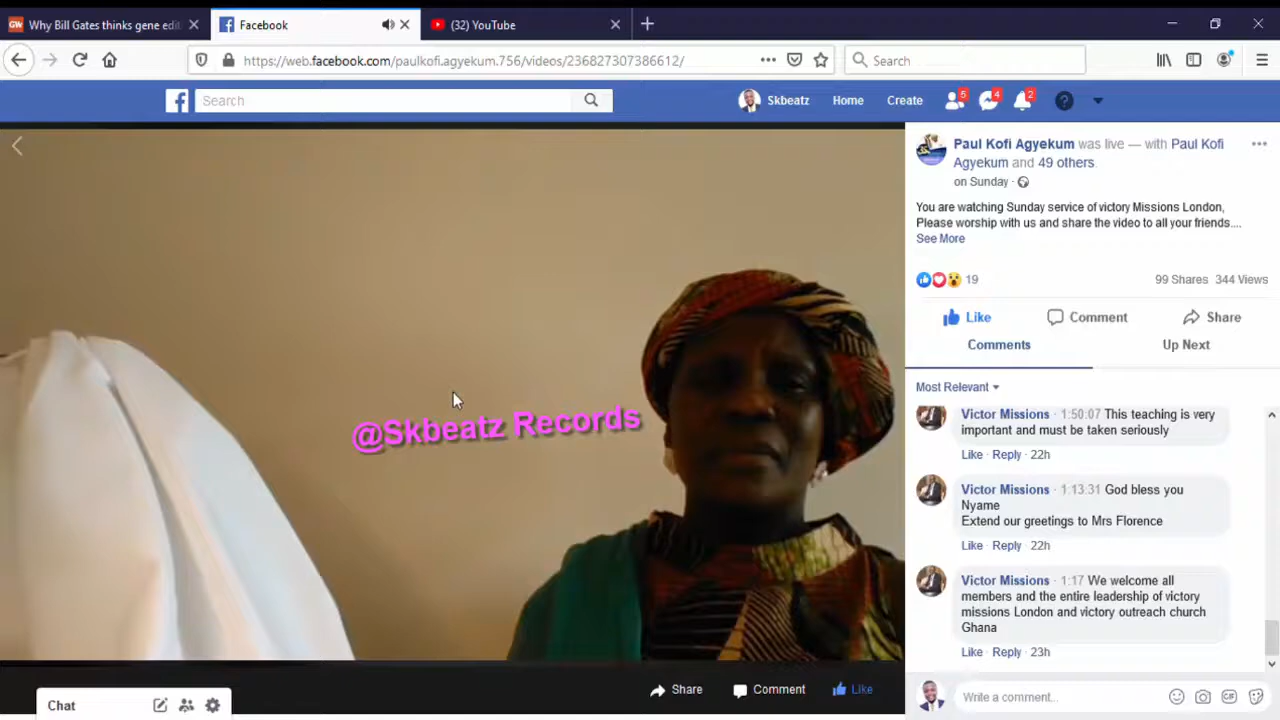 GW Why Bill Gates thinks gene edit
Facebook
(32) YouTube
https://web.facebook.com/paulkofi.agyekum.756/videos/236827307386612/
Search
Search
Skbeatz
Home
Create
5
4
2
Paul Kofi Agyekum was live — with Paul Kofi
Agyekum and 49 others.
on Sunday ·
You are watching Sunday service of victory Missions London,
Please worship with us and share the video to all your friends....
See More
19
99 Shares 344 Views
Like
Comment
Share
Comments
Up Next
Most Relevant
Victor Missions · 1:50:07 This teaching is very
important and must be taken seriously
Like · Reply · 22h
Victor Missions · 1:13:31 God bless you
Nyame
Extend our greetings to Mrs Florence
Like · Reply · 22h
Victor Missions · 1:17 We welcome all
members and the entire leadership of victory
missions London and victory outreach church
Ghana
Like · Reply · 23h
Write a comment...
GIF
@Skbeatz Records
Share
Comment
Like
Chat